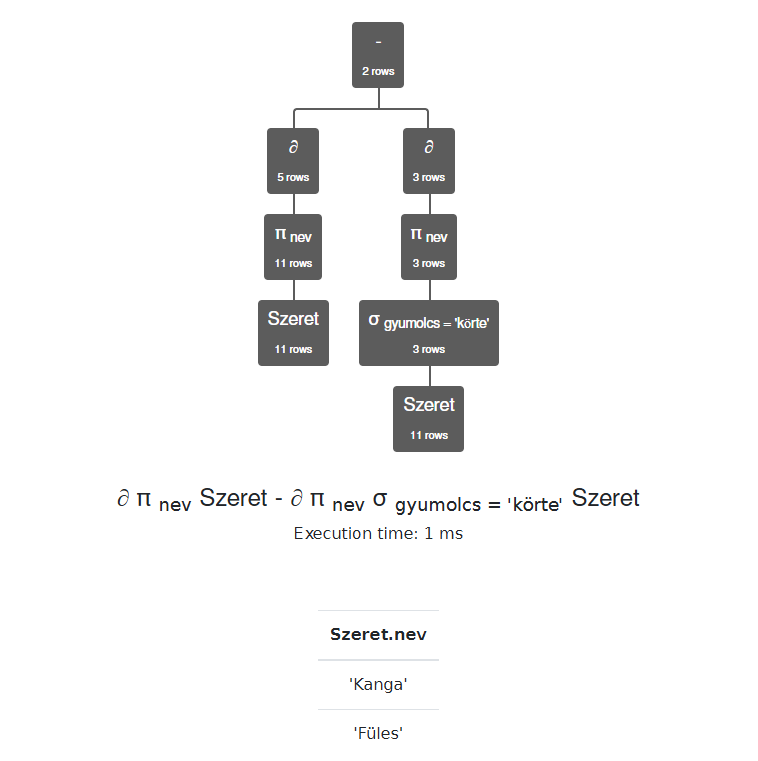 -
2 rows
∂ ∂
5 rows 3 rows
π nev π nev
11 rows 3 rows
Szeret σ gyumolcs = 'körte'
11 rows 3 rows
Szeret
11 rows
∂ π nev Szeret - ∂ π nev σ gyumolcs = 'körte' Szeret
Execution time: 1 ms
Szeret.nev
'Kanga'
'Füles'